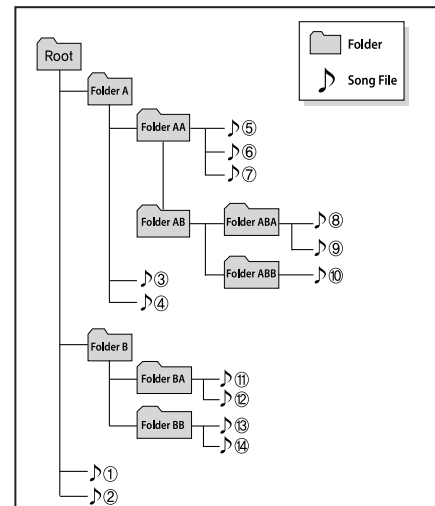 Root
Folder
Song File
Folder A
Folder AA
⑤
⑥
⑦
Folder AB
Folder ABA
⑧
⑨
Folder ABB
⑩
③
④
Folder B
Folder BA
⑪
⑫
Folder BB
⑬
⑭
①
②